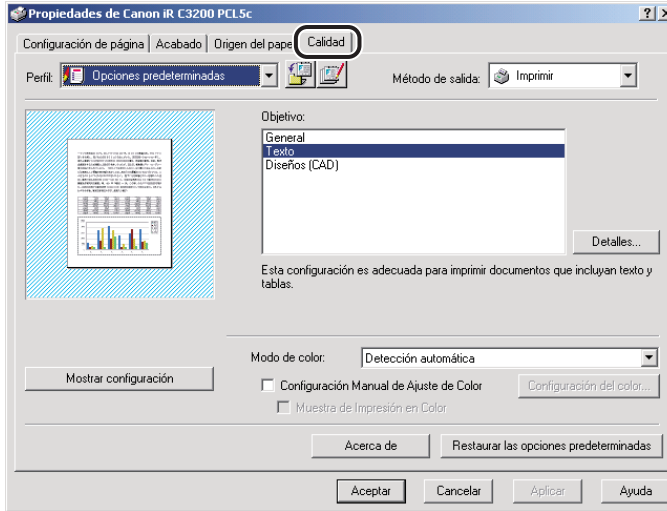 Propiedades de Canon iR C3200 PCL5c
Configuración de página Acabado Origen del pape Calidad
Perfil: Opciones predeterminadas Método de salida: Imprimir
Objetivo:
General
Texto
Diseños (CAD)
Detalles...
Esta configuración es adecuada para imprimir documentos que incluyan texto y
tablas.
Modo de color: Detección automática
Mostrar configuración
Configuración Manual de Ajuste de Color Configuración del color...
Muestra de Impresión en Color
Acerca de Restaurar las opciones predeterminadas
Aceptar Cancelar Aplicar Ayuda